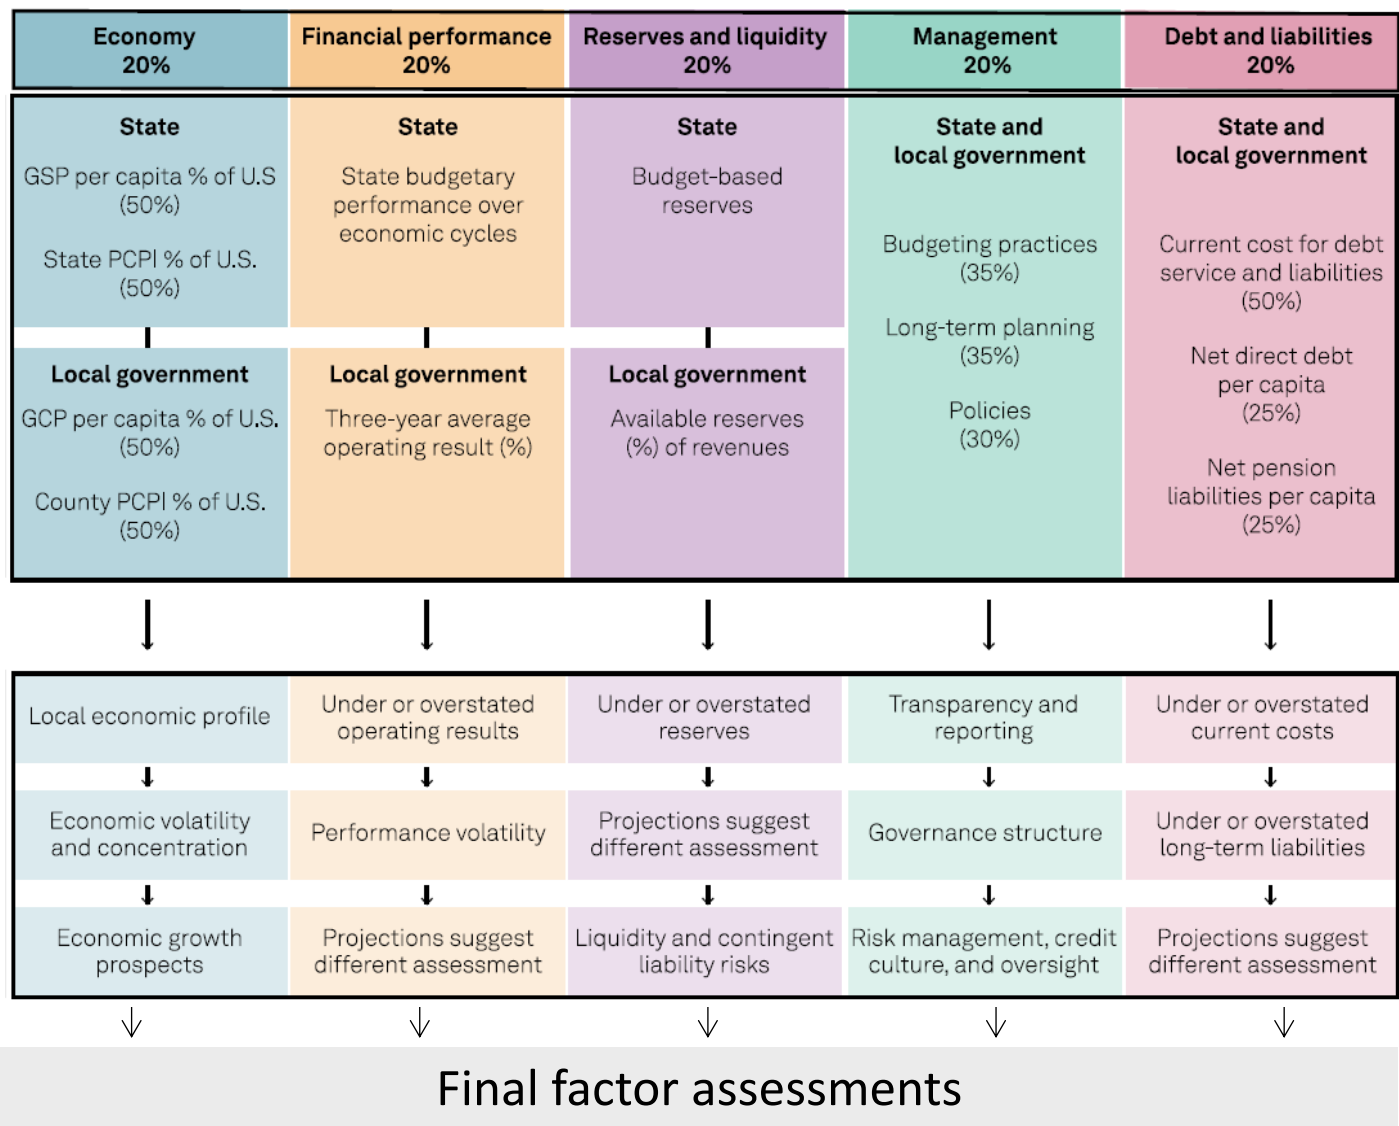 Economy
20%
Financial performance
20%
Reserves and liquidity
20%
Management
20%
Debt and liabilities
20%
State
GSP per capita % of U.S
(50%)
State PCPI % of U.S.
(50%)
Local government
GCP per capita % of U.S.
(50%)
County PCPI % of U.S.
(50%)
State
State budgetary
performance over
economic cycles
Local government
Three-year average
operating result (%)
State
Budget-based
reserves
Local government
Available reserves
(%) of revenues
State and
local government
Budgeting practices
(35%)
Long-term planning
(35%)
Policies
(30%)
State and
local government
Current cost for debt
service and liabilities
(50%)
Net direct debt
per capita
(25%)
Net pension
liabilities per capita
(25%)
Local economic profile
Economic volatility
and concentration
Economic growth
prospects
Under or overstated
operating results
Performance volatility
Projections suggest
different assessment
Under or overstated
reserves
Projections suggest
different assessment
Liquidity and contingent
liability risks
Transparency and
reporting
Governance structure
Risk management, credit
culture, and oversight
Under or overstated
current costs
Under or overstated
long-term liabilities
Projections suggest
different assessment
Final factor assessments